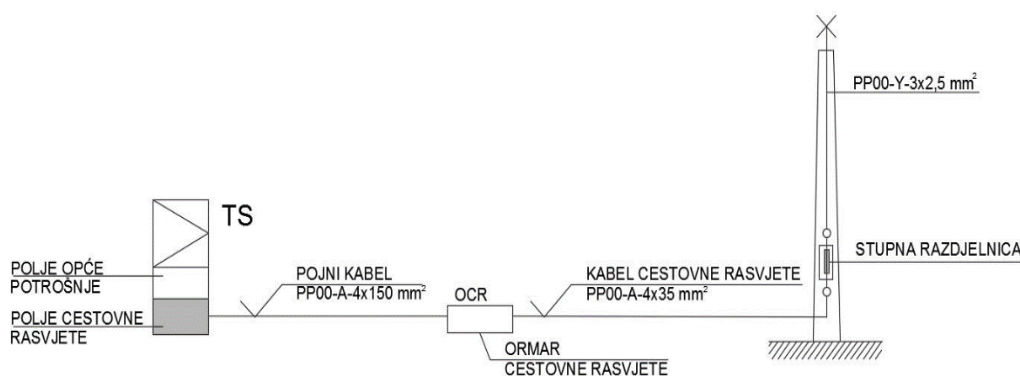 PP00-Y-3x2,5 mm²
TS
POLJE OPĆE
POTROŠNJE
POLJE CESTOVNE
RASVJETE
POJNI KABEL
PP00-A-4x150 mm²
OCR
ORMAR
CESTOVNE RASVJETE
KABEL CESTOVNE RASVJETE
PP00-A-4x35 mm²
STUPNA RAZDJELNICA